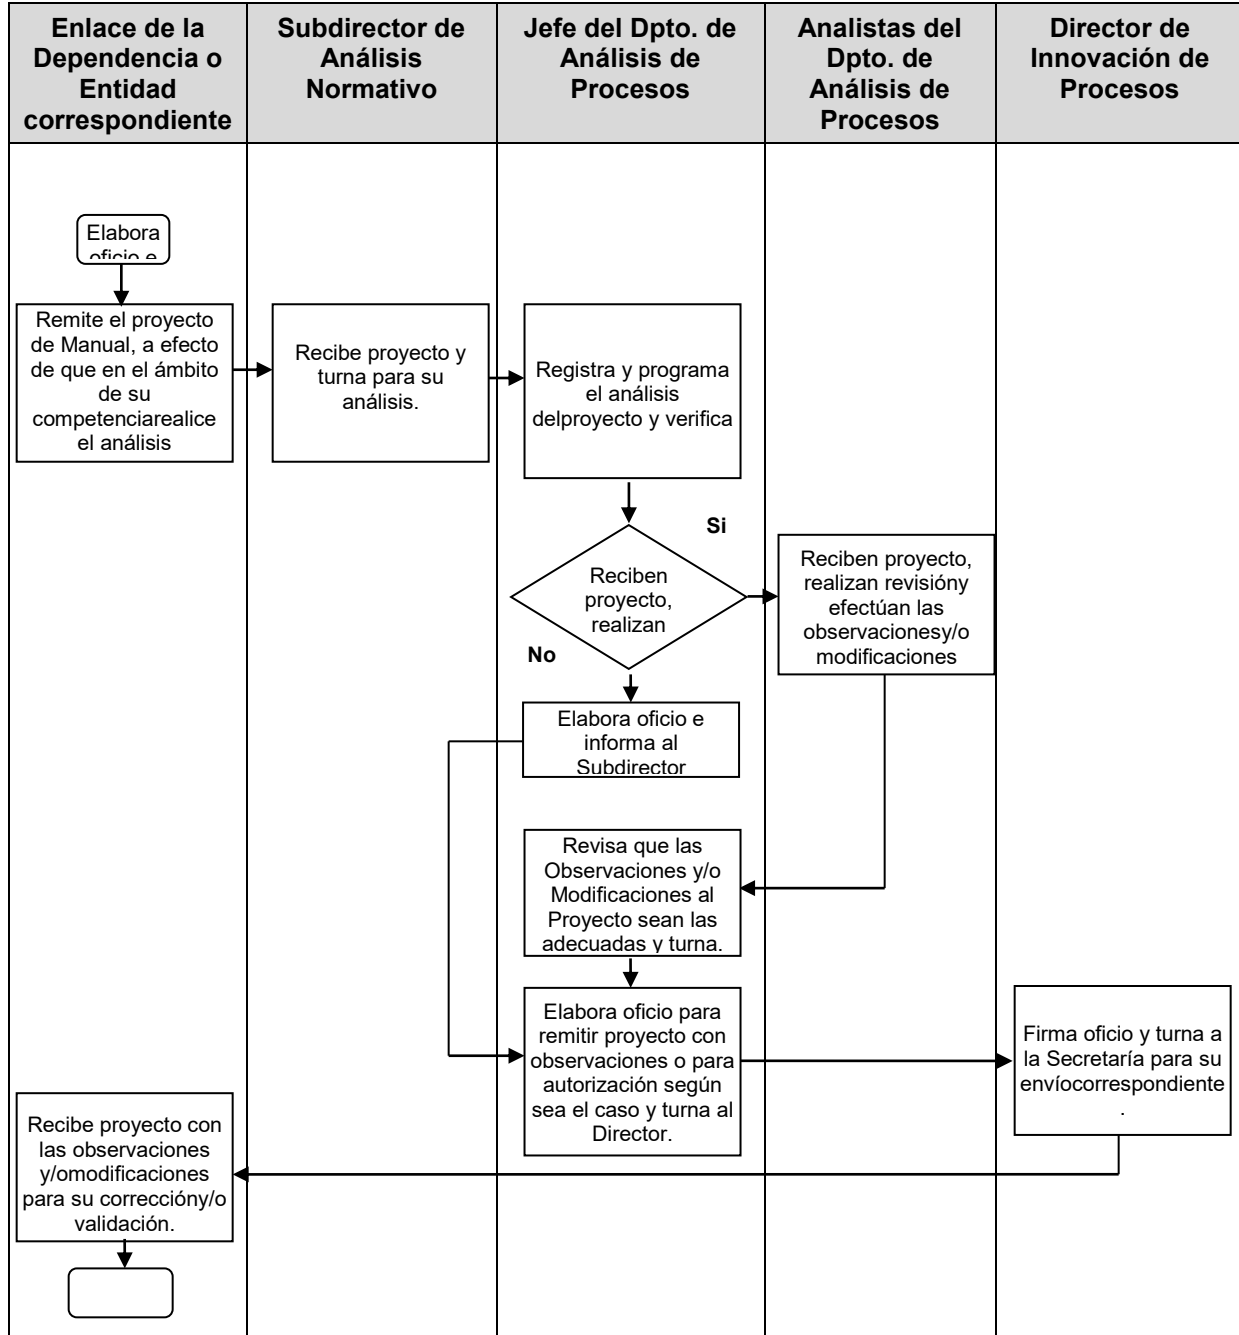 Enlace de la
Dependencia o
Entidad
correspondiente
Subdirector de
Análisis
Normativo
Jefe del Dpto. de
Análisis de
Procesos
Analistas del
Dpto. de
Análisis de
Procesos
Director de
Innovación de
Procesos
Elabora
oficio e
Remite el proyecto
de Manual, a efecto
de que en el ámbito
de su
competenciarealice
el análisis
Recibe proyecto y
turna para su
análisis.
Registra y programa
el análisis
delproyecto y verifica
Si
Reciben
proyecto,
realizan
No
Reciben proyecto,
realizan revisióny
efectúan las
observacionesy/o
modificaciones
Elabora oficio e
informa al
Subdirector
Revisa que las
Observaciones y/o
Modificaciones al
Proyecto sean las
adecuadas y turna.
Elabora oficio para
remitir proyecto con
observaciones o para
autorización según
sea el caso y turna al
Director.
Firma oficio y turna a
la Secretaría para su
envíocorrespondiente
.
Recibe proyecto con
las observaciones
y/omodificaciones
para su correccióny/o
validación.